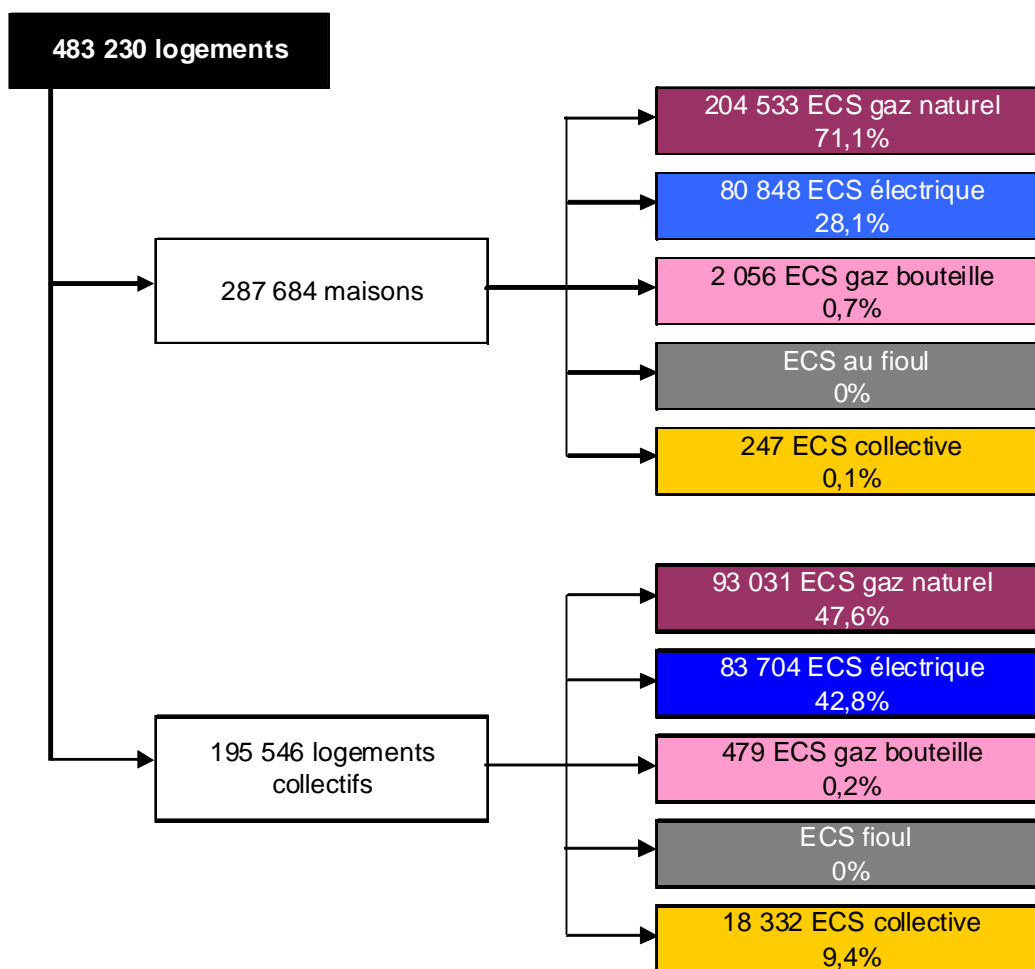 483 230 logements
204 533 ECS gaz naturel
71,1%
80 848 ECS électrique
28,1%
287 684 maisons
2 056 ECS gaz bouteille
0,7%
ECS au fioul
0%
247 ECS collective
0,1%
93 031 ECS gaz naturel
47,6%
83 704 ECS électrique
42,8%
195 546 logements
collectifs
479 ECS gaz bouteille
0,2%
ECS fioul
0%
18 332 ECS collective
9,4%